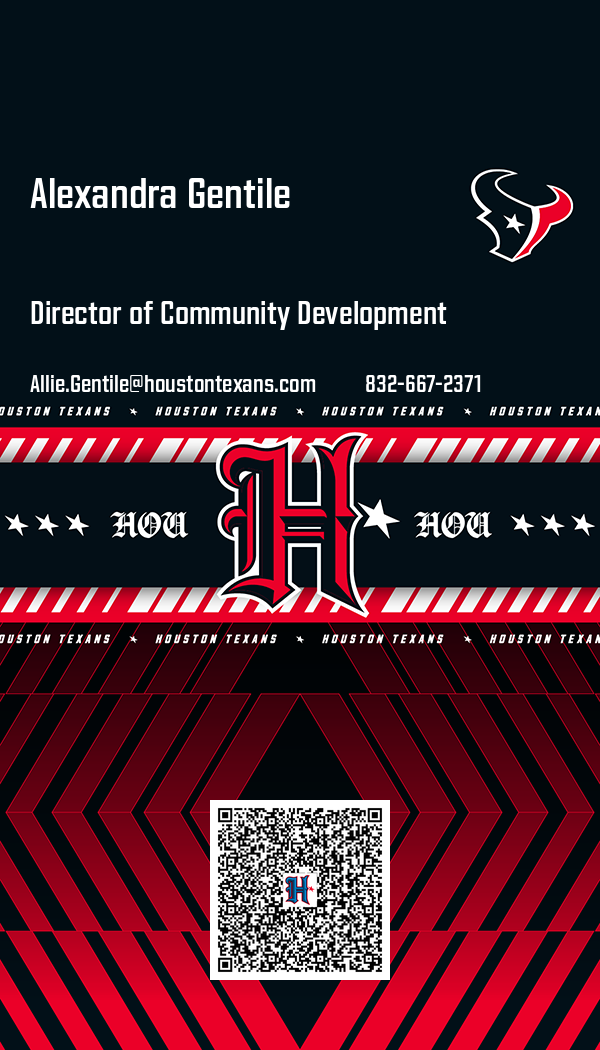 Alexandra Gentile
Director of Community Development
Allie.Gentile@houstontexans.com 832-667-2371
OUSTON TEXANS HOUSTON TEXANS HOUSTON TEXANS HOUSTON TEXAN
HOU H HOU
OUSTON TEXANS HOUSTON TEXANS HOUSTON TEXANS HOUSTON TEXAN
H